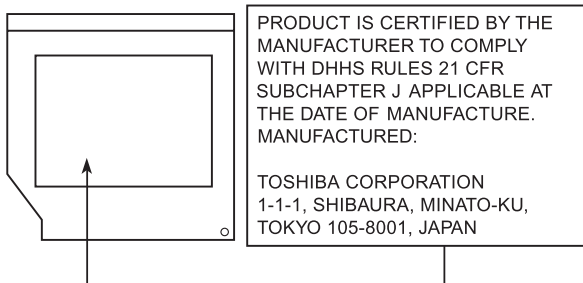 PRODUCT IS CERTIFIED BY THE
MANUFACTURER TO COMPLY
WITH DHHS RULES 21 CFR
SUBCHAPTER J APPLICABLE AT
THE DATE OF MANUFACTURE.
MANUFACTURED:
TOSHIBA CORPORATION
1-1-1, SHIBAURA, MINATO-KU,
TOKYO 105-8001, JAPAN